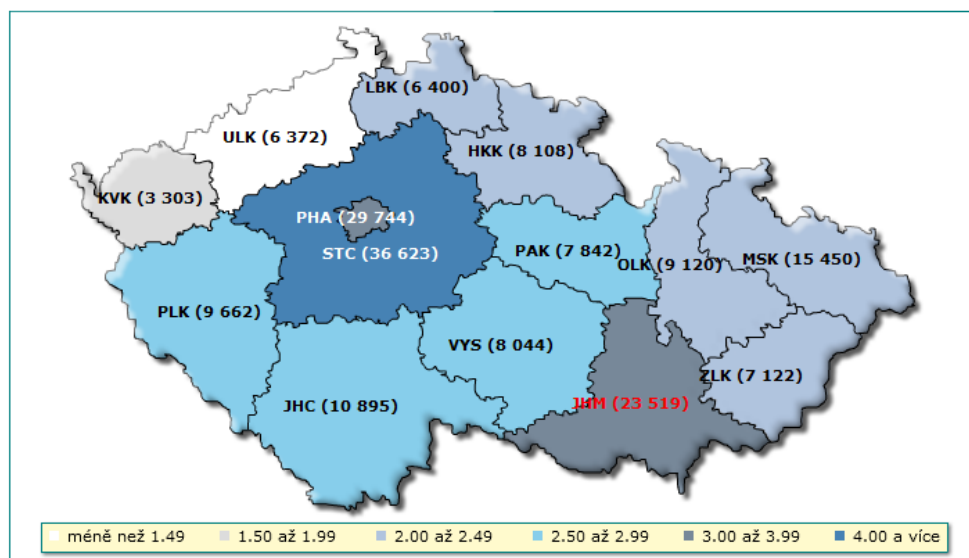 LBK (6 400)
ULK (6 372)
HKK (8 108)
KVK (3 303)
PHA (29 744)
STC (36 623)
PAK (7 842)
OLK (9 120)
MSK (15 450)
PLK (9 662)
VYS (8 044)
ZLK (7 122)
JHC (10 895)
JHM (23 519)
méně než 1.49 1.50 až 1.99 2.00 až 2.49 2.50 až 2.99 3.00 až 3.99 4.00 a více